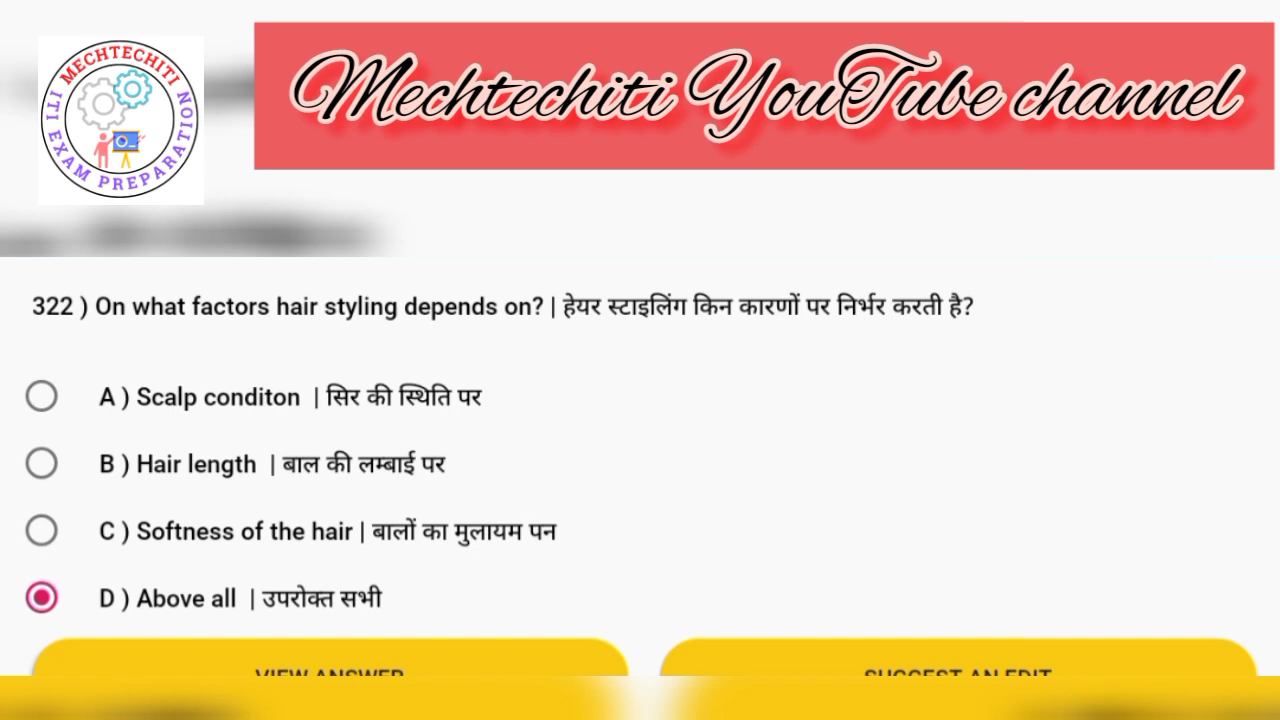 MECHTECHITI
ITI EXAM PREPARATION
Mechtechiti YouTube channel
322 ) On what factors hair styling depends on? | हेयर स्टाइलिंग किन कारणों पर निर्भर करती है?
A ) Scalp conditon | सिर की स्थिति पर
B ) Hair length | बाल की लम्बाई पर
C ) Softness of the hair | बालों का मुलायम पन
D ) Above all | उपरोक्त सभी
VIEW ANSWER
SUGGEST AN EDIT